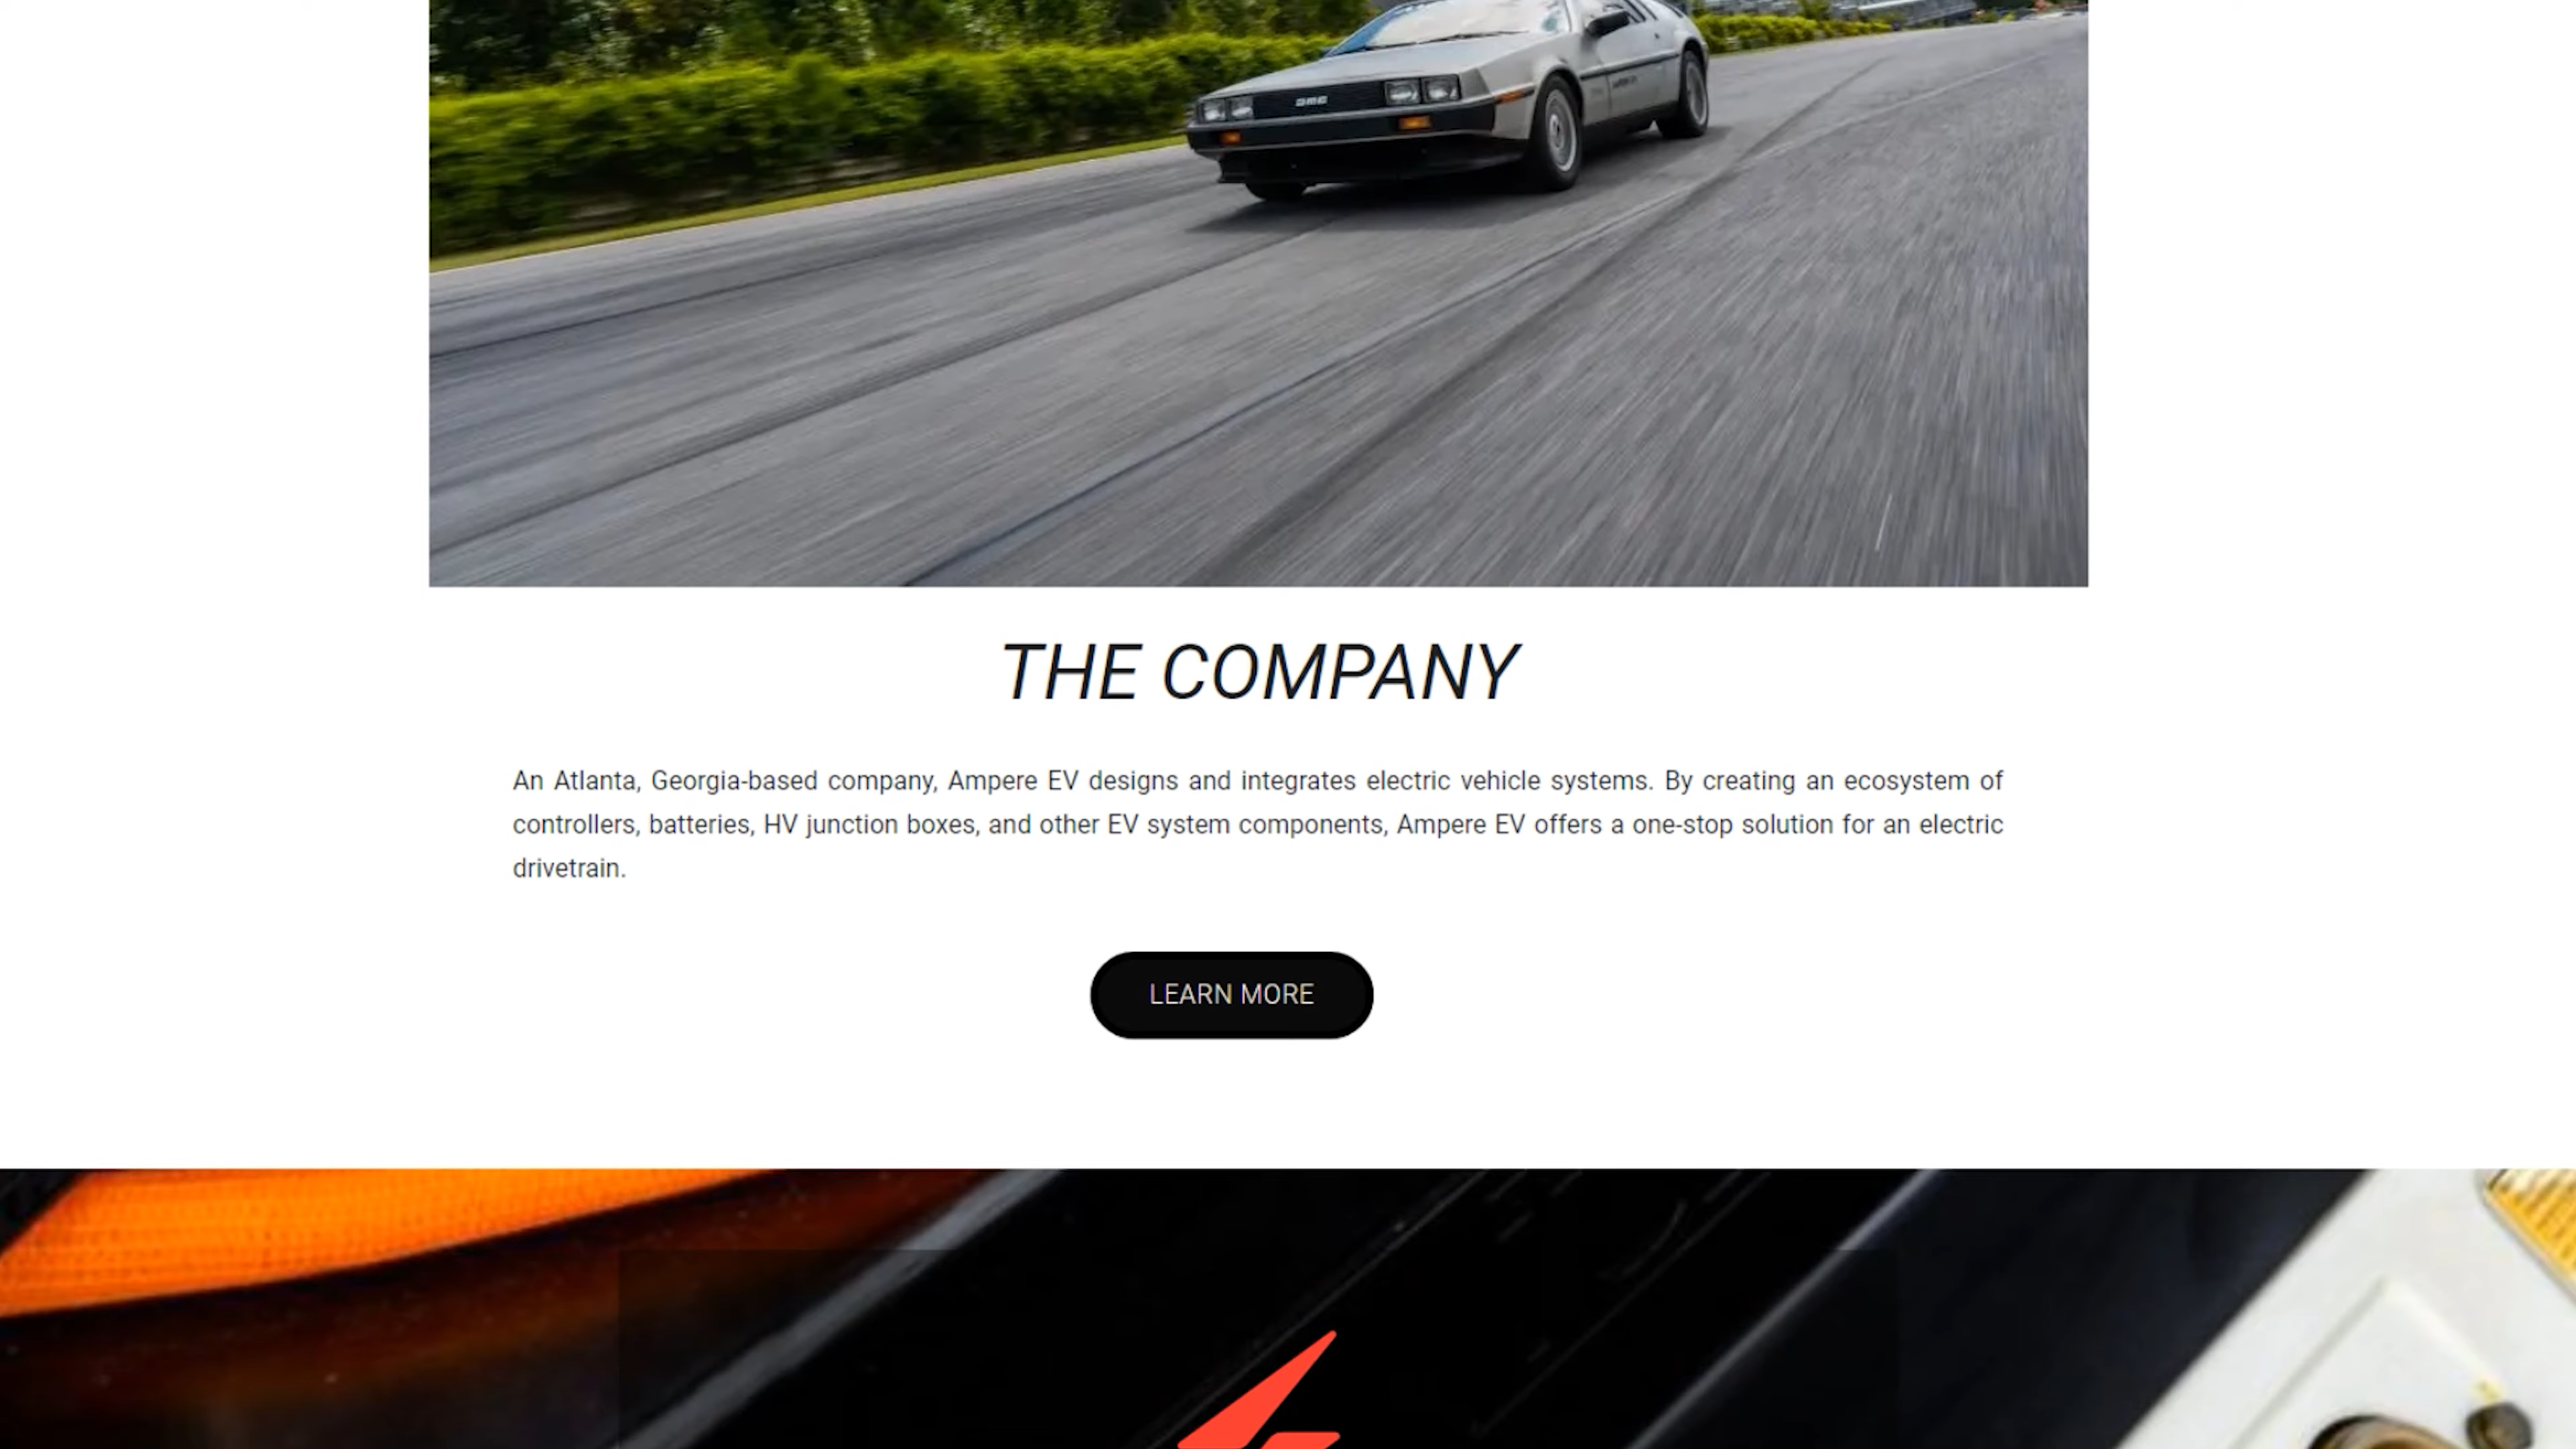 DMC
THE COMPANY
An Atlanta, Georgia-based company, Ampere EV designs and integrates electric vehicle systems. By creating an ecosystem of
controllers, batteries, HV junction boxes, and other EV system components, Ampere EV offers a one-stop solution for an electric
drivetrain.
LEARN MORE